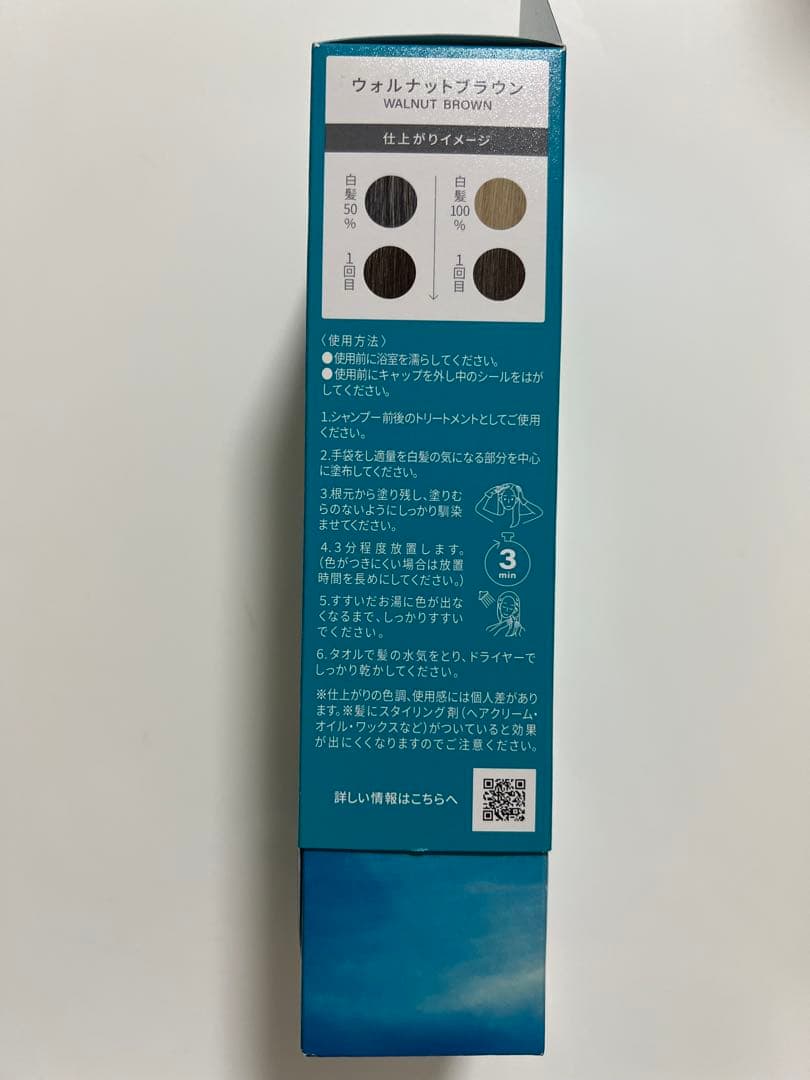 ウォルナットブラウン
WALNUT BROWN
仕上がりイメージ
白髪50%
白髪100%
1回目
1回目
〈使用方法〉
●使用前に浴室を濡らしてください。
●使用前にキャップを外し中のシールをはが
してください。
1.シャンプー前後のトリートメントとしてご使用
ください。
2.手袋をし適量を白髪の気になる部分を中心
に塗布してください。
3.根元から塗り残し、塗りむ
らのないようにしっかり馴染
ませてください。
4.3分程度放置します。
(色がつきにくい場合は放置
時間を長めにしてください。)
3
min
5.すすいだお湯に色が出な
くなるまで、しっかりすすい
でください。
6.タオルで髪の水気をとり、ドライヤーで
しっかり乾かしてください。
※仕上がりの色調、使用感には個人差があり
ます。※髪にスタイリング剤(ヘアクリーム・
オイル・ワックスなど)がついていると効果
が出にくくなりますのでご注意ください。
詳しい情報はこちらへ